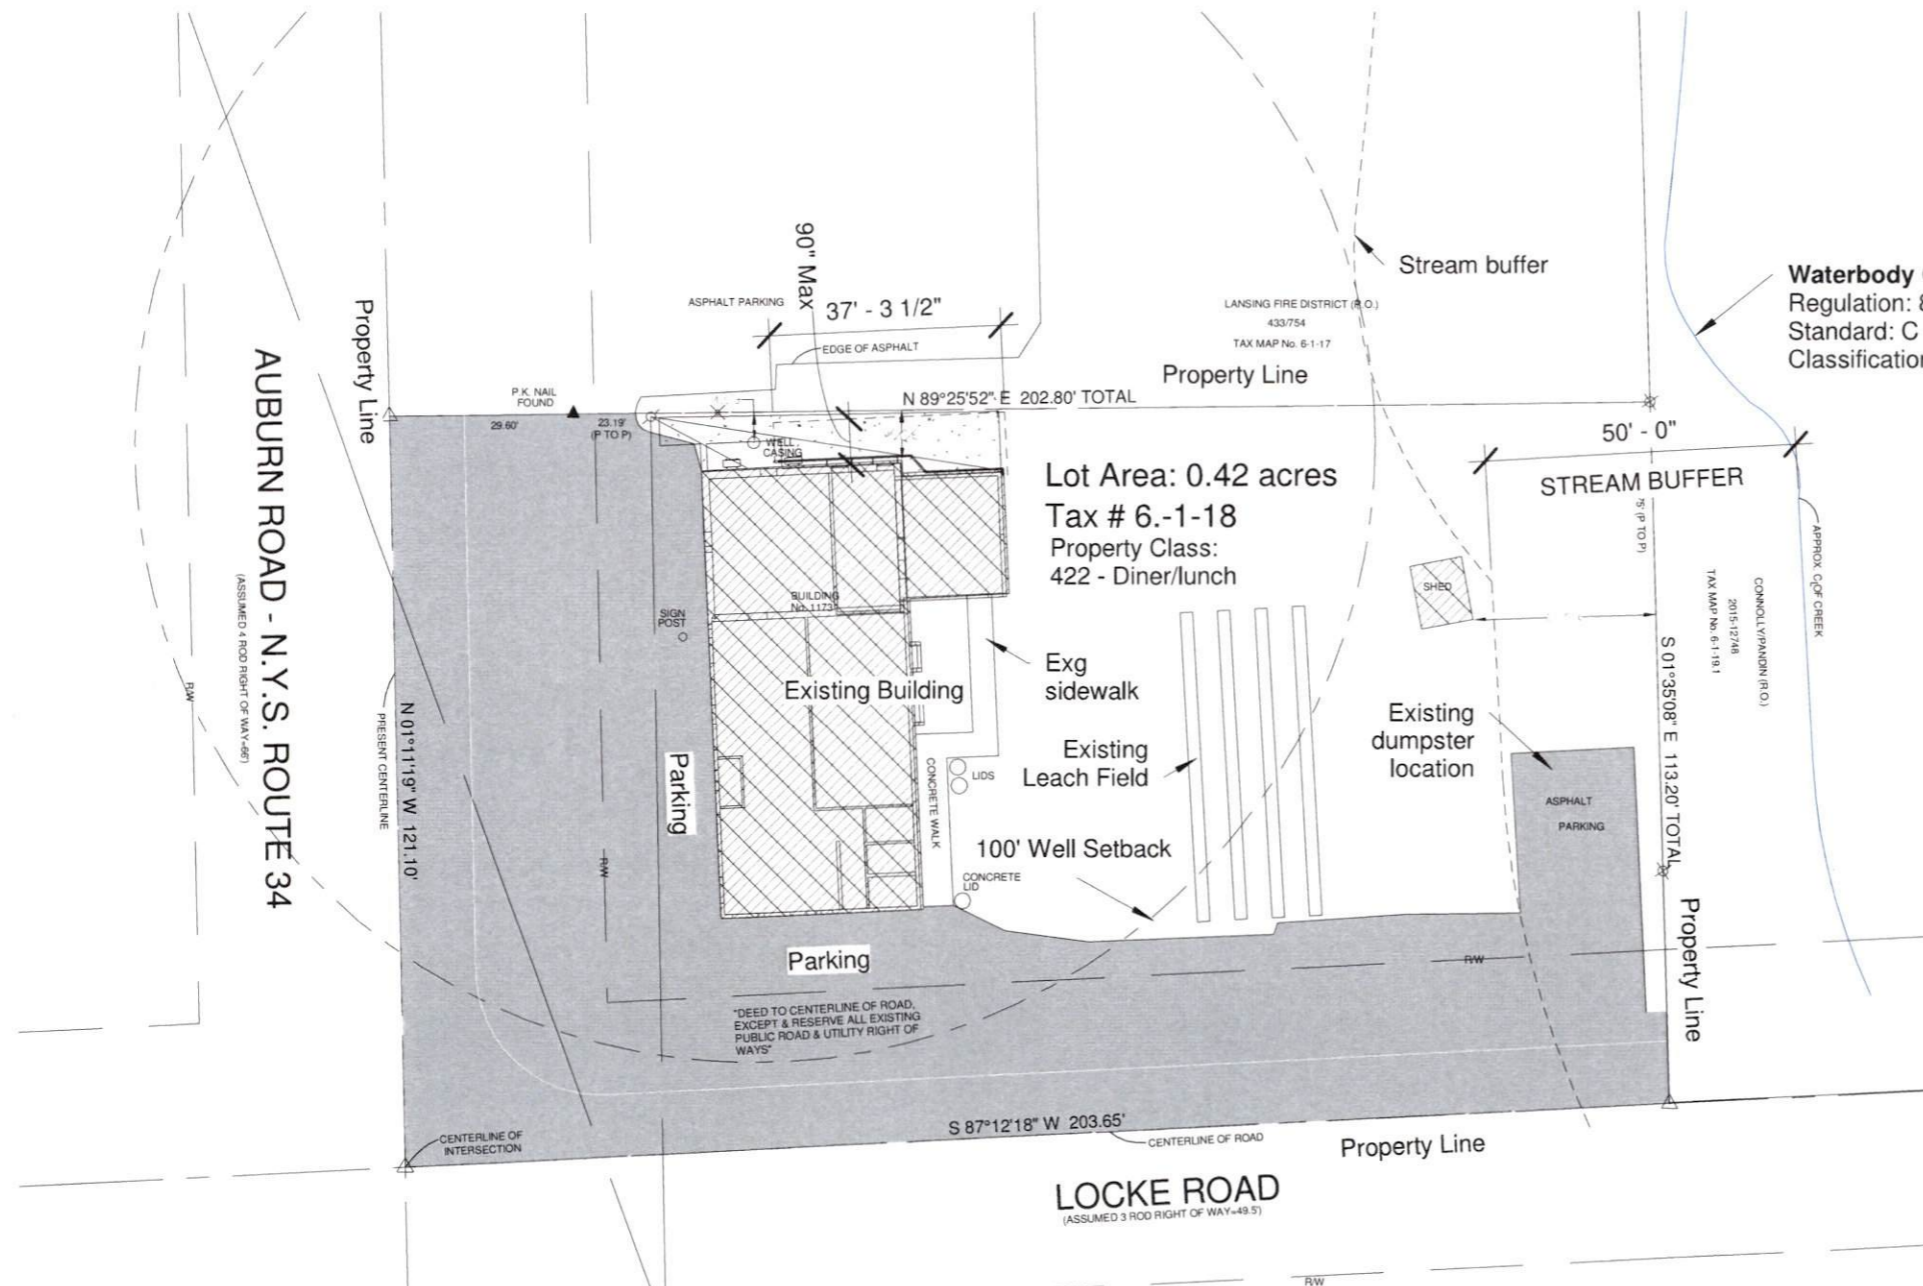 90" Max
37' - 3 1/2"
ASPHALT PARKING
EDGE OF ASPHALT
Stream buffer
LANSING FIRE DISTRICT (R.O.)
433/754
TAX MAP No. 6-1-17
Property Line
Waterbody
Regulation: 8
Standard: C
Classification
Property Line
AUBURN ROAD - N.Y.S. ROUTE 34
(ASSUMED 4 ROD RIGHT OF WAY=66')
P.K. NAIL
FOUND
29.60'
23.19'
(P TO P)
N 89°25'52" E 202.80' TOTAL
WELL
CASING
50' - 0"
STREAM BUFFER
Lot Area: 0.42 acres
Tax # 6.-1-18
Property Class:
422 - Diner/lunch
75' (P TO P)
APPROX. C/L OF CREEK
CONNOLLY/PANDIN (R.O.)
2015-12748
TAX MAP No. 6-1-19.1
SHED
BUILDING
No. 1173
SIGN
POST
Existing Building
Exg
sidewalk
R/W
PRESENT CENTERLINE
N 01°11'19" W 121.10'
S 01°35'08" E 113.20' TOTAL
Existing
dumpster
location
Existing
Leach Field
LIDS
CONCRETE WALK
Parking
ASPHALT
PARKING
100' Well Setback
CONCRETE
LID
R/W
Parking
R/W
Property Line
"DEED TO CENTERLINE OF ROAD,
EXCEPT & RESERVE ALL EXISTING
PUBLIC ROAD & UTILITY RIGHT OF
WAYS"
S 87°12'18" W 203.65'
CENTERLINE OF ROAD
Property Line
CENTERLINE OF
INTERSECTION
LOCKE ROAD
(ASSUMED 3 ROD RIGHT OF WAY=49.5')
R/W